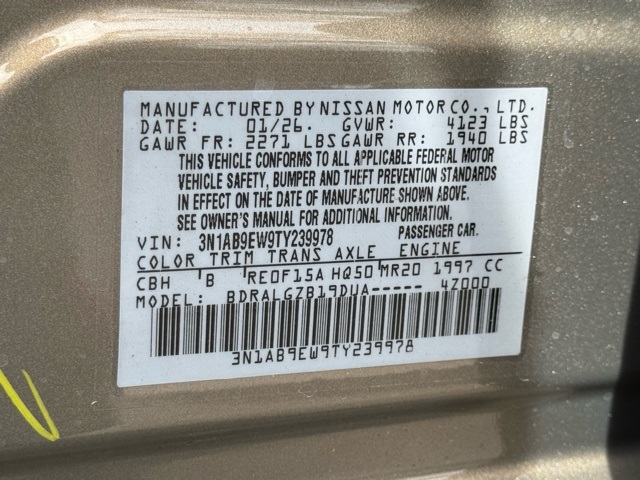 MANUFACTURED BY NISSAN MOTOR CO., LTD.
DATE: 01/26. GVWR: 4123 LBS
GAWR FR: 2271 LBS GAWR RR: 1940 LBS
THIS VEHICLE CONFORMS TO ALL APPLICABLE FEDERAL MOTOR
VEHICLE SAFETY, BUMPER AND THEFT PREVENTION STANDARDS
IN EFFECT ON THE DATE OF MANUFACTURE SHOWN ABOVE.
SEE OWNER'S MANUAL FOR ADDITIONAL INFORMATION.
VIN: 3N1AB9EW9TY239978 PASSENGER CAR.
COLOR TRIM TRANS AXLE ENGINE
CBH B RE0F15A HQ50 MR20 1997 CC
MODEL: BDRALGZB19DUA----- 4Z000
3N1AB9EW9TY239978